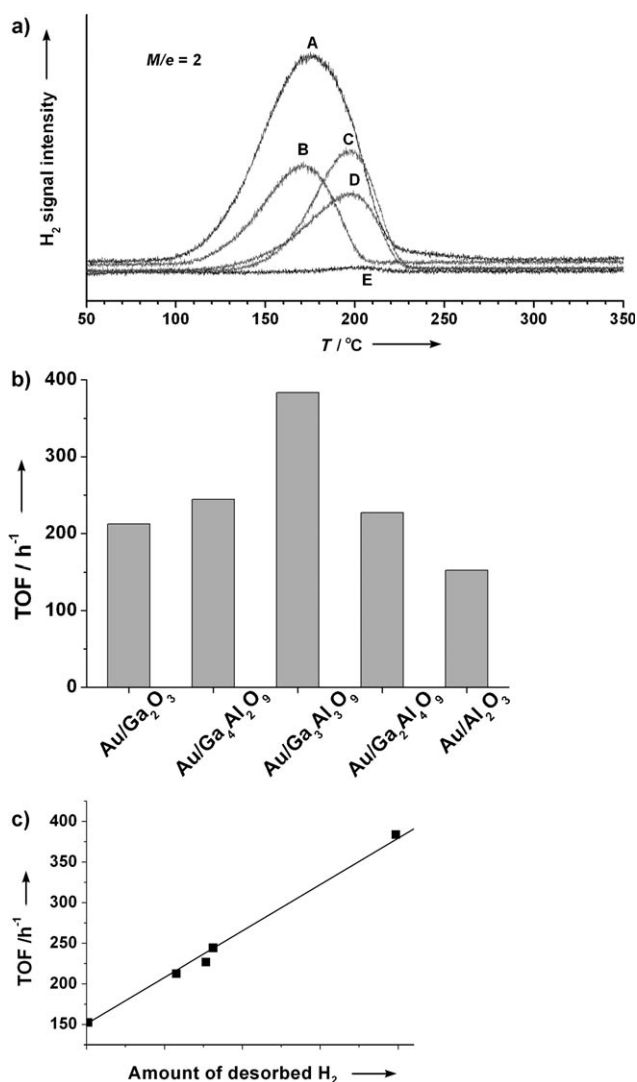 a)
A
M/e = 2
B
C
D
E
H₂ signal intensity
50 100 150 200 250 300 350
T / °C
b)
400
300
200
100
0
TOF / h⁻¹
Au/Ga₂O₃
Au/Ga₄Al₂O₉
Au/Ga₃Al₃O₉
Au/Ga₂Al₄O₉
Au/Al₂O₃
c)
400
350
300
250
200
150
TOF /h⁻¹
Amount of desorbed H₂